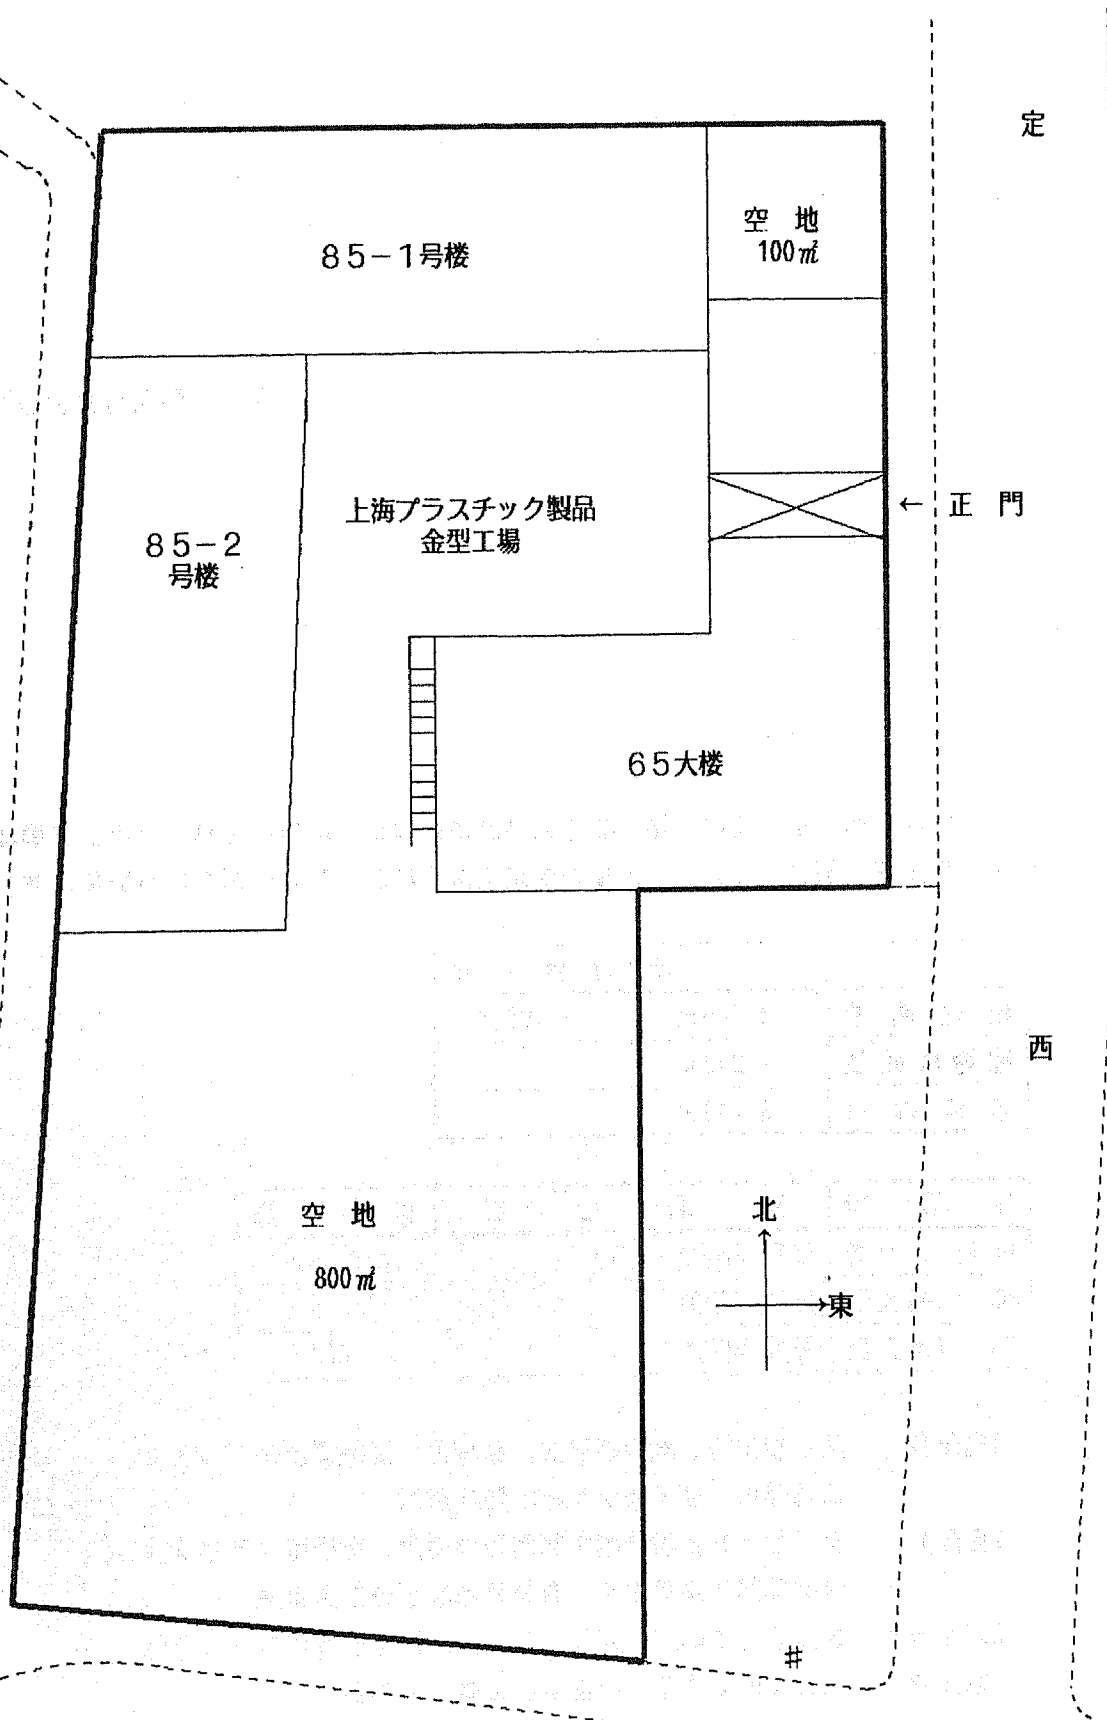 定
空 地
100㎡
85-1号楼
← 正 門
上海プラスチック製品
金型工場
85-2
号楼
65大楼
西
北
東
空 地
800㎡
井